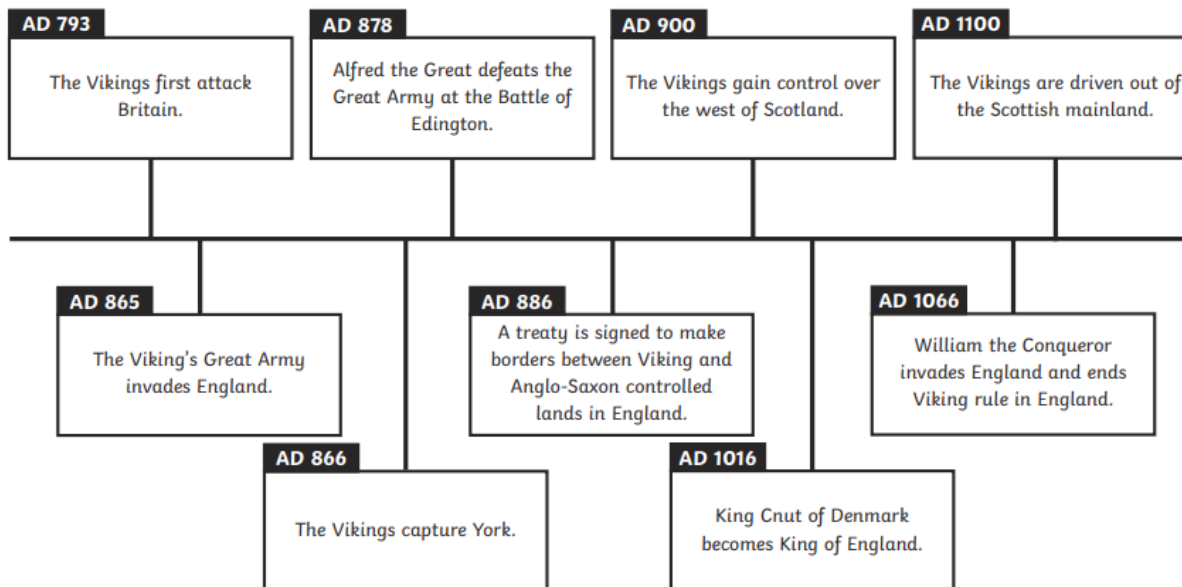 AD 793
The Vikings first attack
Britain.
AD 878
Alfred the Great defeats the
Great Army at the Battle of
Edington.
AD 900
The Vikings gain control over
the west of Scotland.
AD 1100
The Vikings are driven out of
the Scottish mainland.
AD 865
The Viking's Great Army
invades England.
AD 866
The Vikings capture York.
AD 886
A treaty is signed to make
borders between Viking and
Anglo-Saxon controlled
lands in England.
AD 1016
King Cnut of Denmark
becomes King of England.
AD 1066
William the Conqueror
invades England and ends
Viking rule in England.